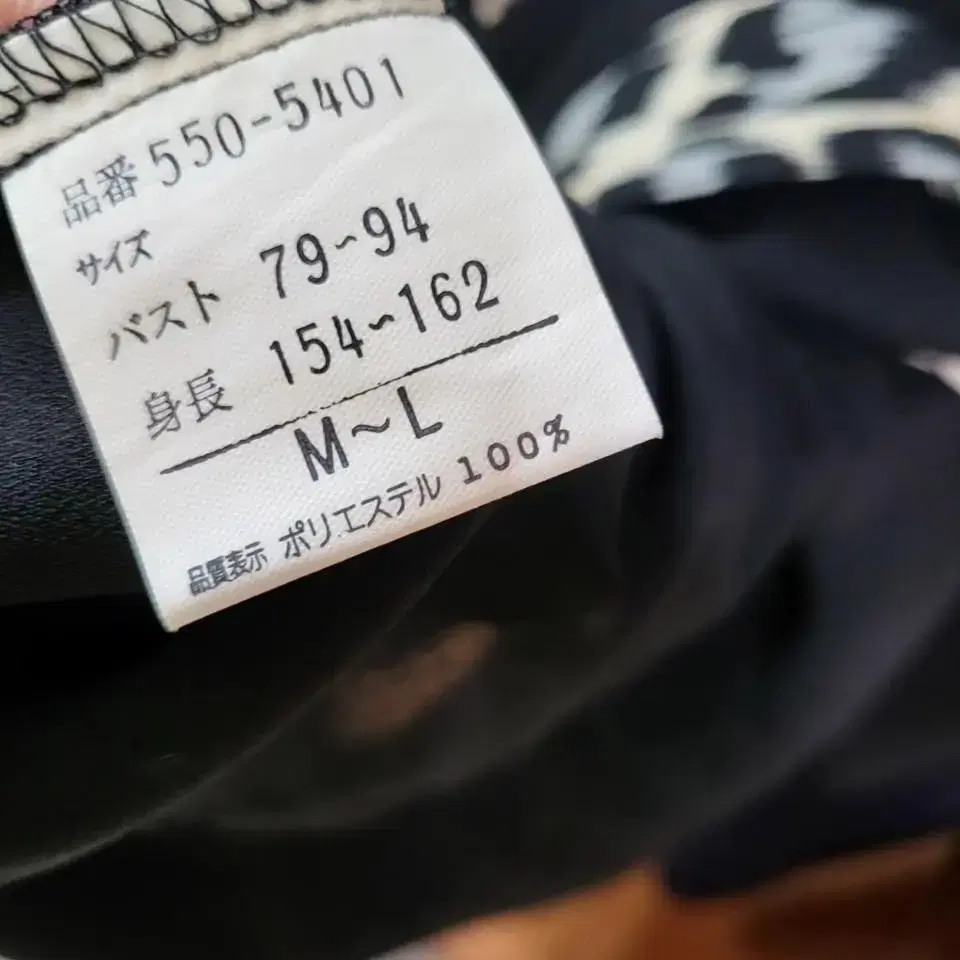 品番 550-5401
サイズ
バスト 79~94
身長 154~162
M~L
品質表示 ポリエステル 100%